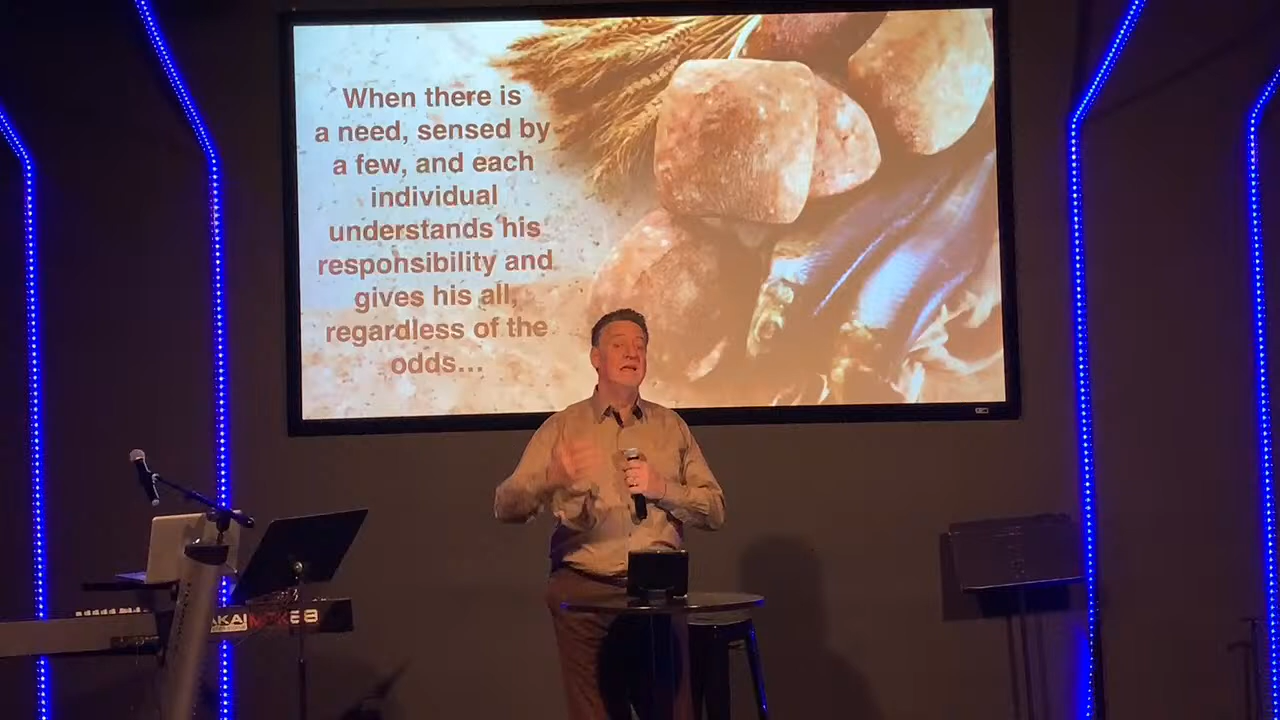 When there is
a need, sensed by
a few, and each
individual
understands his
responsibility and
gives his all,
regardless of the
odds...
AKAI MPK88